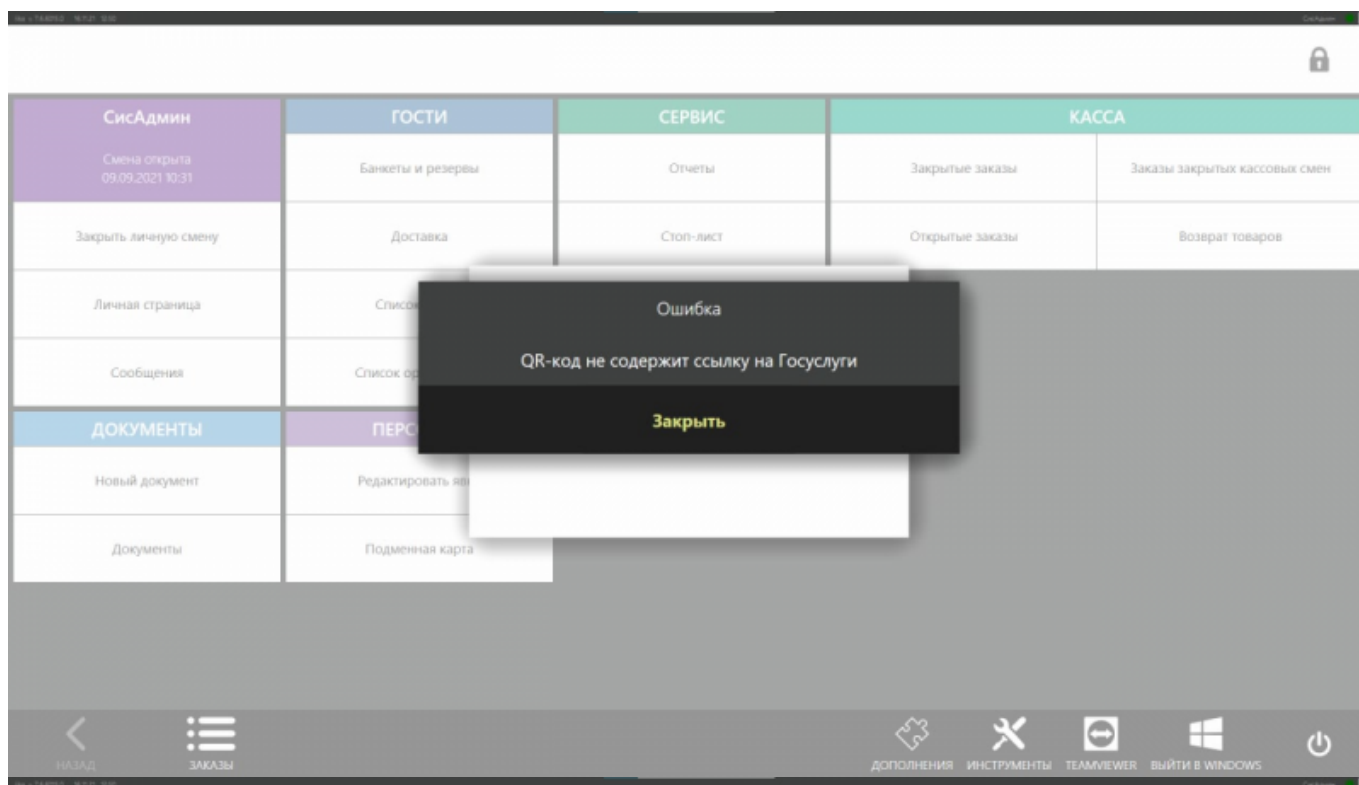 СисАдмин
СисАдмин
Смена открыта
09.09.2021 10:31
Закрыть личную смену
Личная страница
Сообщения
ГОСТИ
Банкеты и резервы
Доставка
Список
Список
СЕРВИС
Отчеты
Стоп-лист
КАССА
Закрытые заказы
Заказы закрытых кассовых смен
Открытые заказы
Возврат товаров
Ошибка
QR-код не содержит ссылку на Госуслуги
Закрыть
ДОКУМЕНТЫ
Новый документ
Документы
ПЕРС
Редактировать
Подменная карта
НАЗАД
ЗАКАЗЫ
ДОПОЛНЕНИЯ
ИНСТРУМЕНТЫ
TEAMVIEWER
ВЫЙТИ В WINDOWS